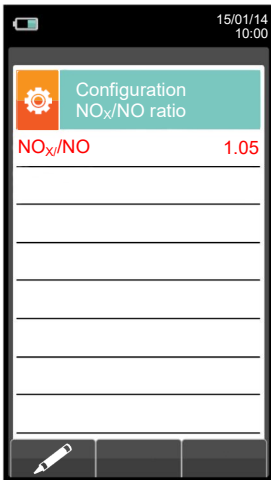 15/01/14
10:00
Configuration
NOX/NO ratio
NOX//NO 1.05